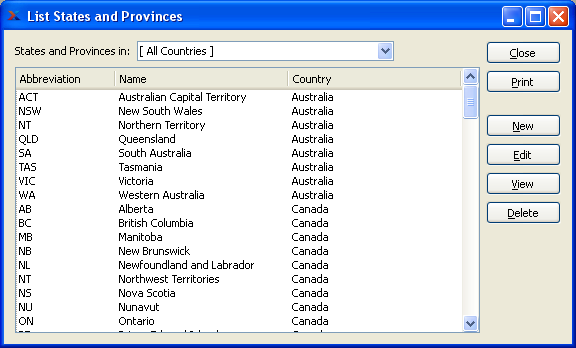 List States and Provinces
States and Provinces in: [ All Countries ]
Close
Print
New
Edit
View
Delete
Abbreviation Name Country
ACT Australian Capital Territory Australia
NSW New South Wales Australia
NT Northern Territory Australia
QLD Queensland Australia
SA South Australia Australia
TAS Tasmania Australia
VIC Victoria Australia
WA Western Australia Australia
AB Alberta Canada
BC British Columbia Canada
MB Manitoba Canada
NB New Brunswick Canada
NL Newfoundland and Labrador Canada
NT Northwest Territories Canada
NS Nova Scotia Canada
NU Nunavut Canada
ON Ontario Canada